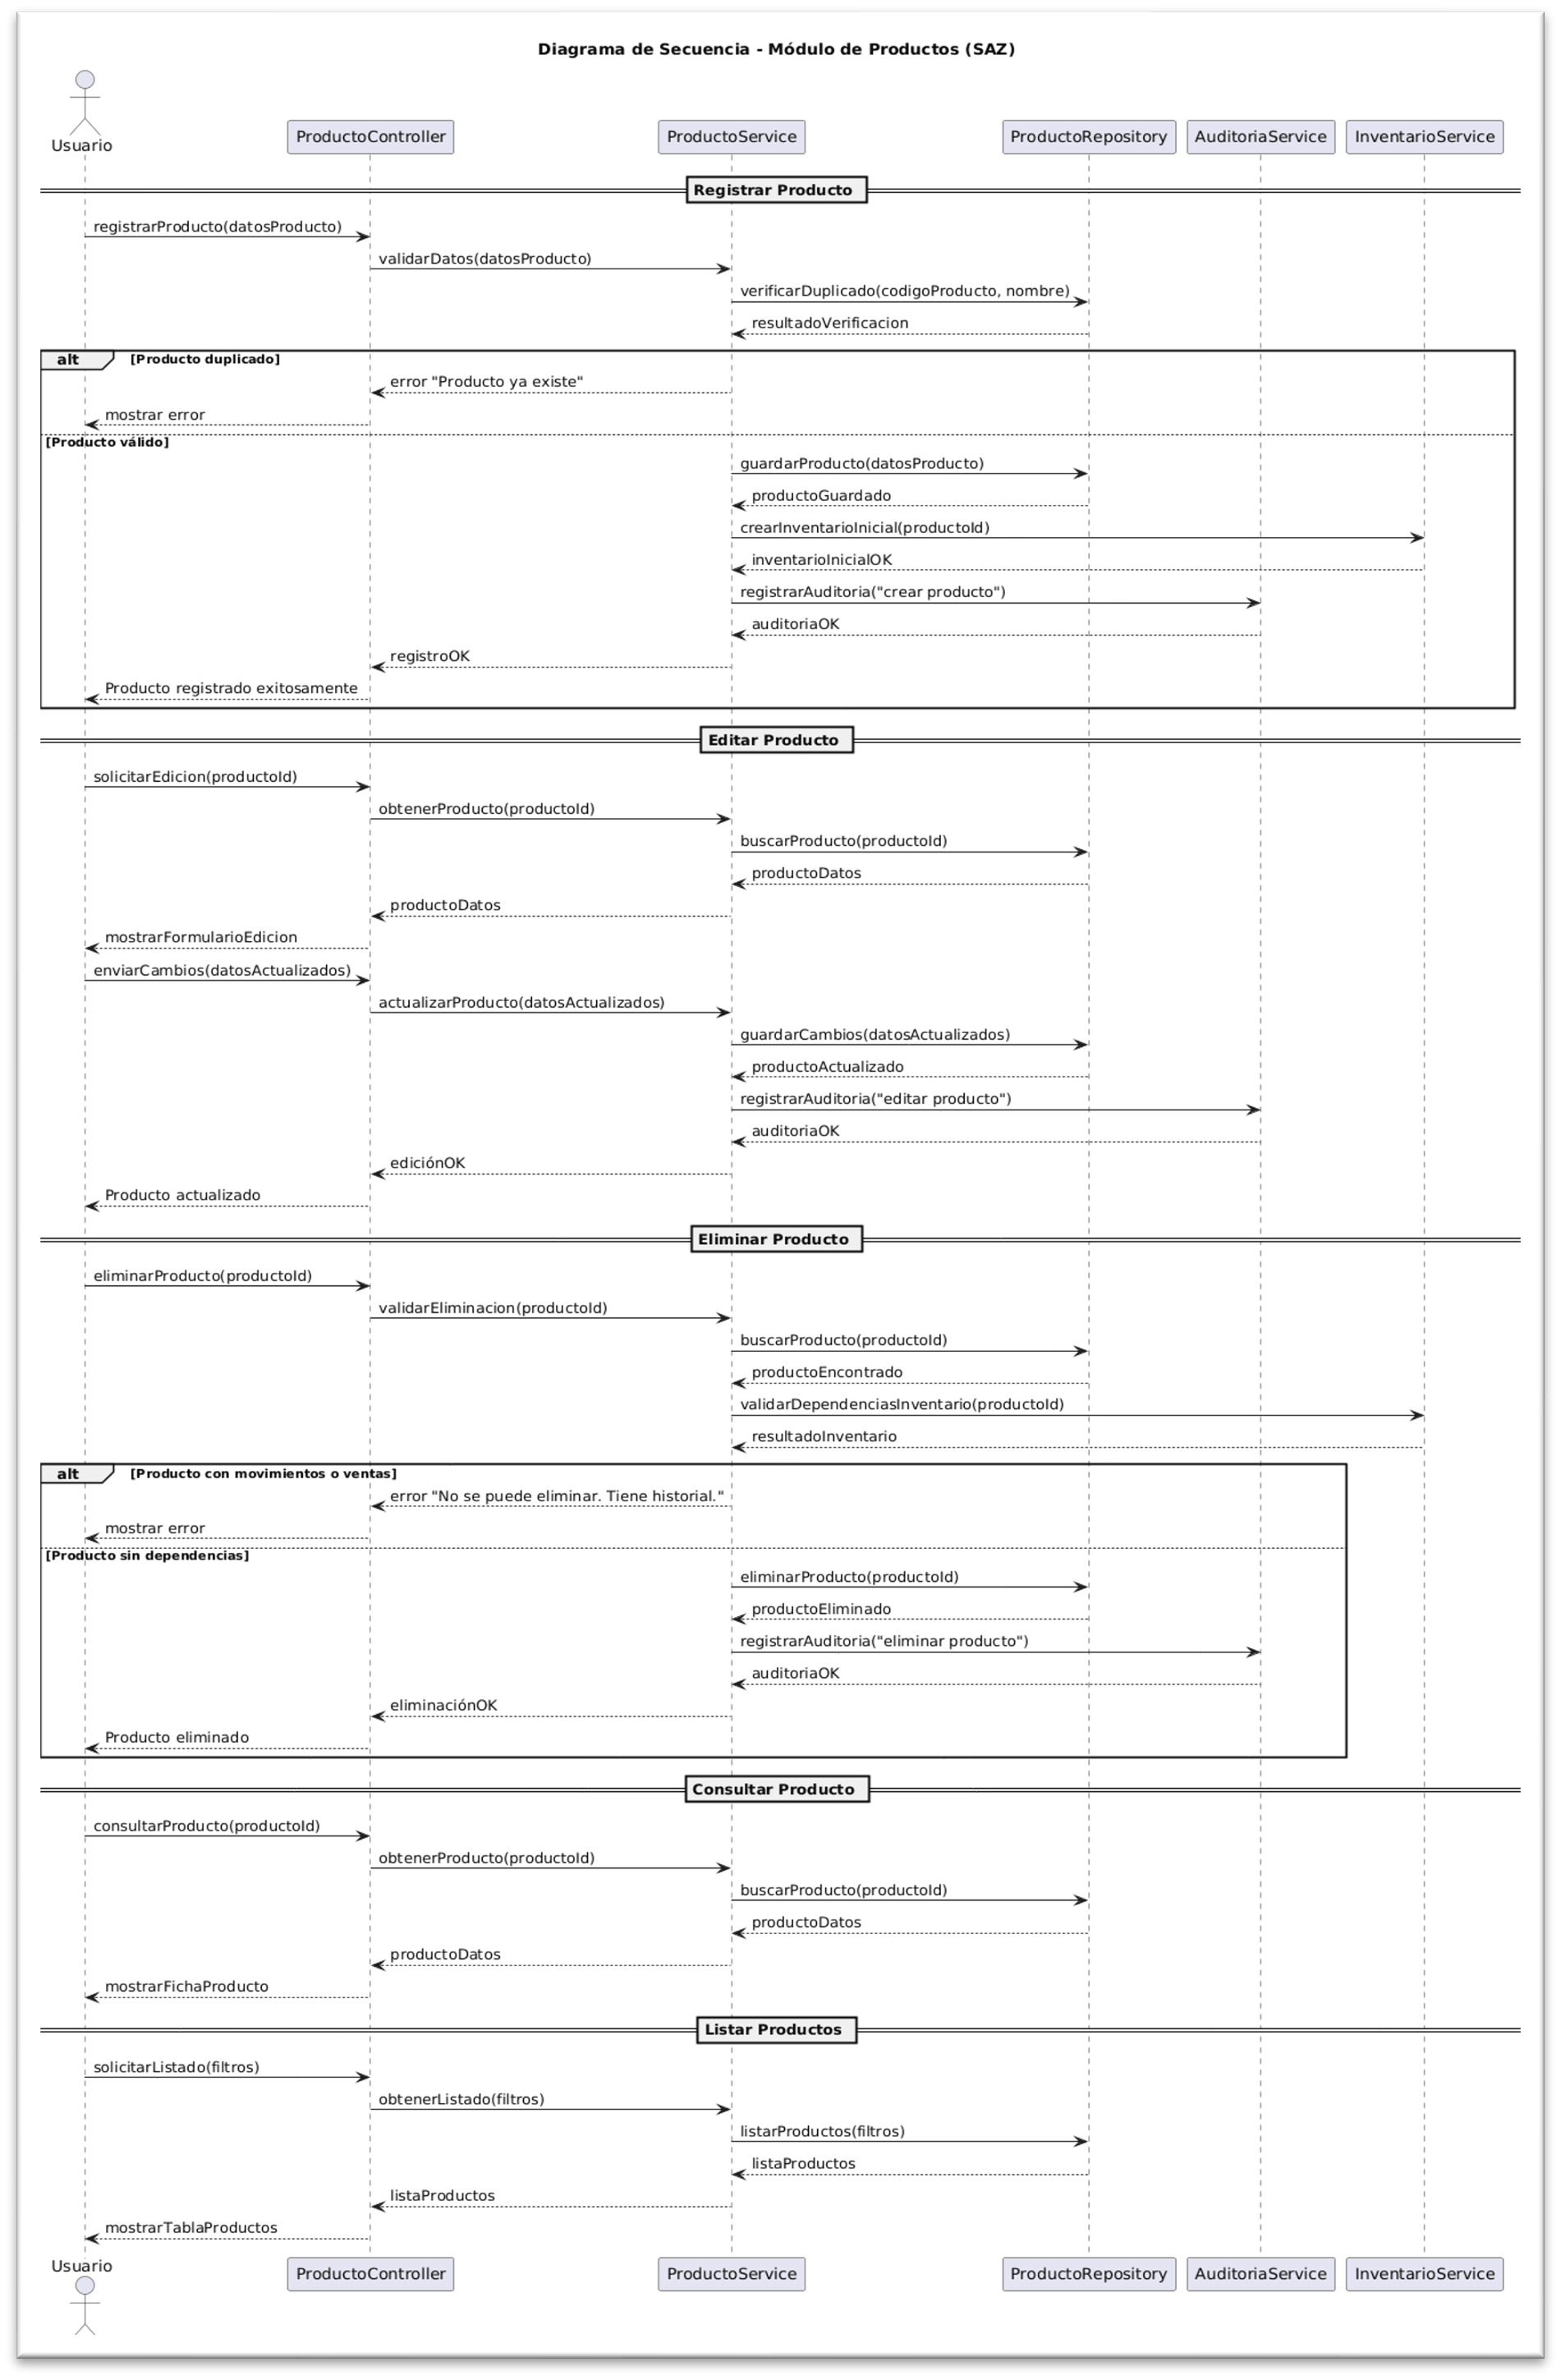 Diagrama de Secuencia - Módulo de Productos (SAZ)
Usuario
ProductoController
ProductoService
ProductoRepository
AuditoriaService
InventarioService
Registrar Producto
registrarProducto(datosProducto)
validarDatos(datosProducto)
verificarDuplicado(codigoProducto, nombre)
resultadoVerificacion
alt [Producto duplicado]
error "Producto ya existe"
mostrar error
[Producto válido]
guardarProducto(datosProducto)
productoGuardado
crearInventarioInicial(productoId)
inventarioInicialOK
registrarAuditoria("crear producto")
auditoriaOK
registroOK
Producto registrado exitosamente
Editar Producto
solicitarEdicion(productoId)
obtenerProducto(productoId)
buscarProducto(productoId)
productoDatos
productoDatos
mostrarFormularioEdicion
enviarCambios(datosActualizados)
actualizarProducto(datosActualizados)
guardarCambios(datosActualizados)
productoActualizado
registrarAuditoria("editar producto")
auditoriaOK
ediciónOK
Producto actualizado
Eliminar Producto
eliminarProducto(productoId)
validarEliminacion(productoId)
buscarProducto(productoId)
productoEncontrado
validarDependenciasInventario(productoId)
resultadoInventario
alt [Producto con movimientos o ventas]
error "No se puede eliminar. Tiene historial."
mostrar error
[Producto sin dependencias]
eliminarProducto(productoId)
productoEliminado
registrarAuditoria("eliminar producto")
auditoriaOK
eliminaciónOK
Producto eliminado
Consultar Producto
consultarProducto(productoId)
obtenerProducto(productoId)
buscarProducto(productoId)
productoDatos
productoDatos
mostrarFichaProducto
Listar Productos
solicitarListado(filtros)
obtenerListado(filtros)
listarProductos(filtros)
listaProductos
listaProductos
mostrarTablaProductos
Usuario
ProductoController
ProductoService
ProductoRepository
AuditoriaService
InventarioService